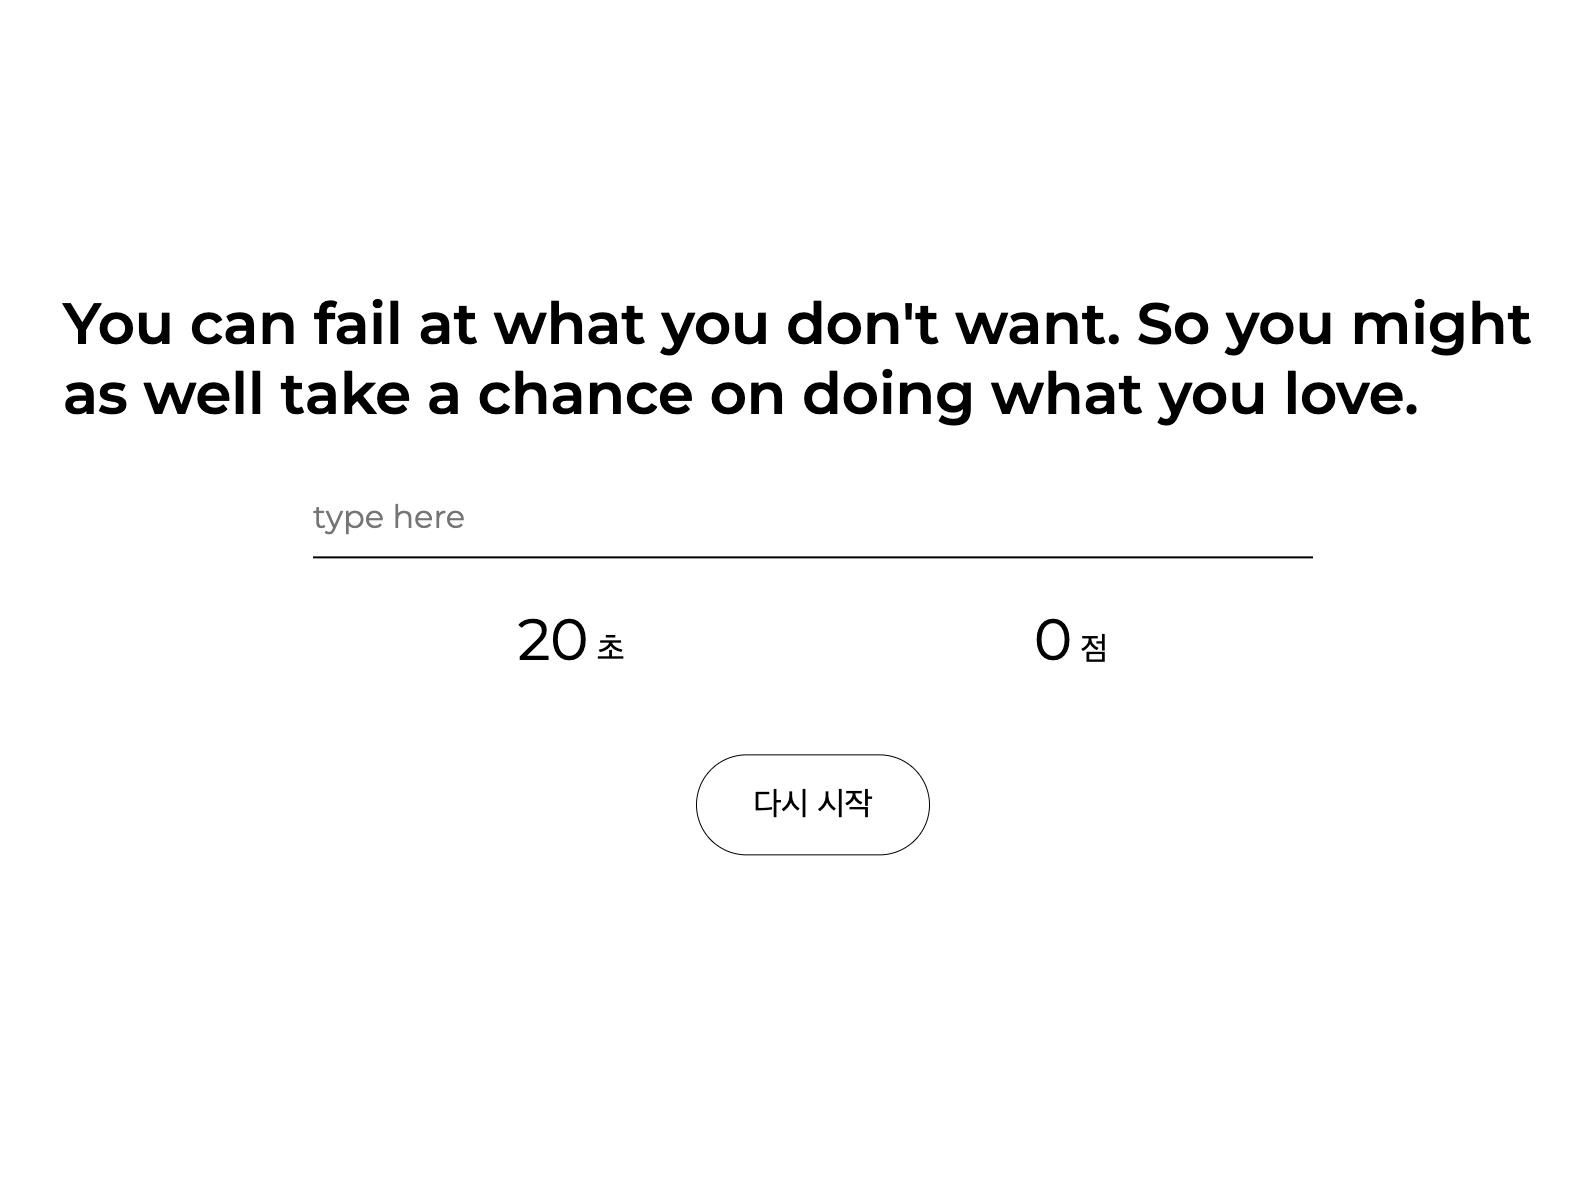 You can fail at what you don't want. So you might
as well take a chance on doing what you love.
type here
20 초
0 점
다시 시작